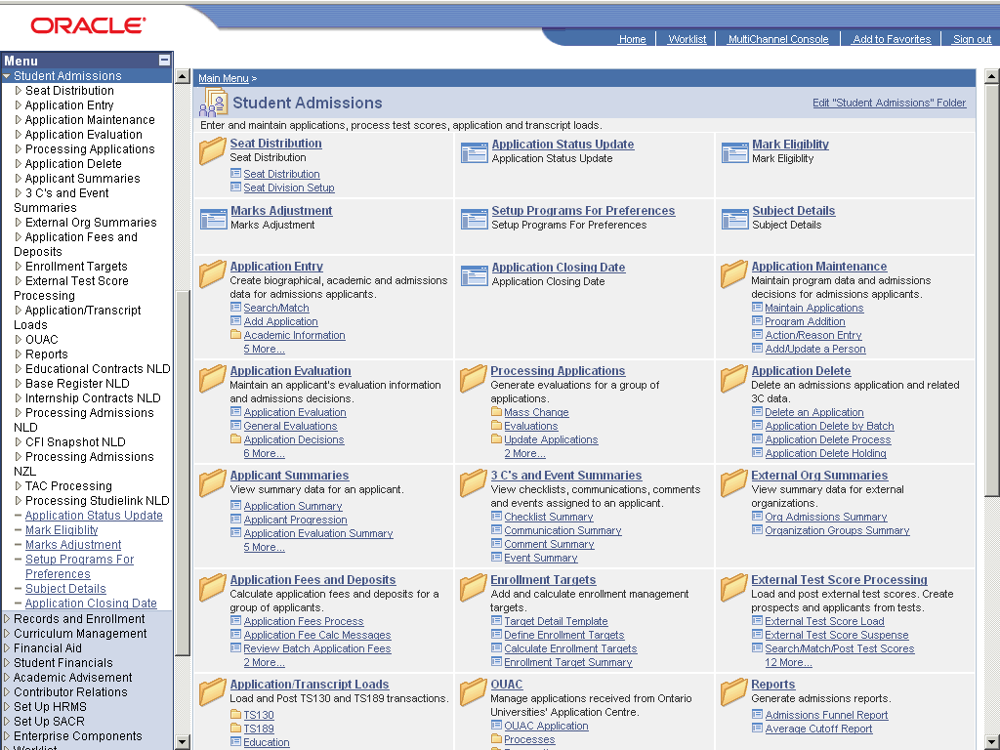 ORACLE®
Home
Worklist
MultiChannel Console
Add to Favorites
Sign out
Menu
Student Admissions
Seat Distribution
Application Entry
Application Maintenance
Application Evaluation
Processing Applications
Application Delete
Applicant Summaries
3 C's and Event
Summaries
External Org Summaries
Application Fees and
Deposits
Enrollment Targets
External Test Score
Processing
Application/Transcript
Loads
OUAC
Reports
Educational Contracts NLD
Base Register NLD
Internship Contracts NLD
Processing Admissions
NLD
CFI Snapshot NLD
Processing Admissions
NZL
TAC Processing
Processing Studielink NLD
Application Status Update
Mark Eligiblity
Marks Adjustment
Setup Programs For
Preferences
Subject Details
Application Closing Date
Records and Enrollment
Curriculum Management
Financial Aid
Student Financials
Academic Advisement
Contributor Relations
Set Up HRMS
Set Up SACR
Enterprise Components
Worklist
Main Menu >
Student Admissions
Edit "Student Admissions" Folder
Enter and maintain applications, process test scores, application and transcript loads.
Seat Distribution
Seat Distribution
Seat Distribution
Seat Division Setup
Application Status Update
Application Status Update
Mark Eligiblity
Mark Eligiblity
Marks Adjustment
Marks Adjustment
Setup Programs For Preferences
Setup Programs For Preferences
Subject Details
Subject Details
Application Entry
Create biographical, academic and admissions
data for admissions applicants.
Search/Match
Add Application
Academic Information
5 More...
Application Closing Date
Application Closing Date
Application Maintenance
Maintain program data and admissions
decisions for admissions applicants.
Maintain Applications
Program Addition
Action/Reason Entry
Add/Update a Person
Application Evaluation
Maintain an applicant's evaluation information
and admissions decisions.
Application Evaluation
General Evaluations
Application Decisions
6 More...
Processing Applications
Generate evaluations for a group of
applications.
Mass Change
Evaluations
Update Applications
2 More...
Application Delete
Delete an admissions application and related
3C data.
Delete an Application
Application Delete by Batch
Application Delete Process
Application Delete Holding
Applicant Summaries
View summary data for an applicant.
Application Summary
Applicant Progression
Application Evaluation Summary
5 More...
3 C's and Event Summaries
View checklists, communications, comments
and events assigned to an applicant.
Checklist Summary
Communication Summary
Comment Summary
Event Summary
External Org Summaries
View summary data for external
organizations.
Org Admissions Summary
Organization Groups Summary
Application Fees and Deposits
Calculate application fees and deposits for a
group of applicants.
Application Fees Process
Application Fee Calc Messages
Review Batch Application Fees
2 More...
Enrollment Targets
Add and calculate enrollment management
targets.
Target Detail Template
Define Enrollment Targets
Calculate Enrollment Targets
Enrollment Target Summary
External Test Score Processing
Load and post external test scores. Create
prospects and applicants from tests.
External Test Score Load
External Test Score Suspense
Search/Match/Post Test Scores
12 More...
Application/Transcript Loads
Load and Post TS130 and TS189 transactions.
TS130
TS189
Education
OUAC
Manage applications received from Ontario
Universities' Application Centre.
OUAC Application
Processes
Reports
Generate admissions reports.
Admissions Funnel Report
Average Cutoff Report